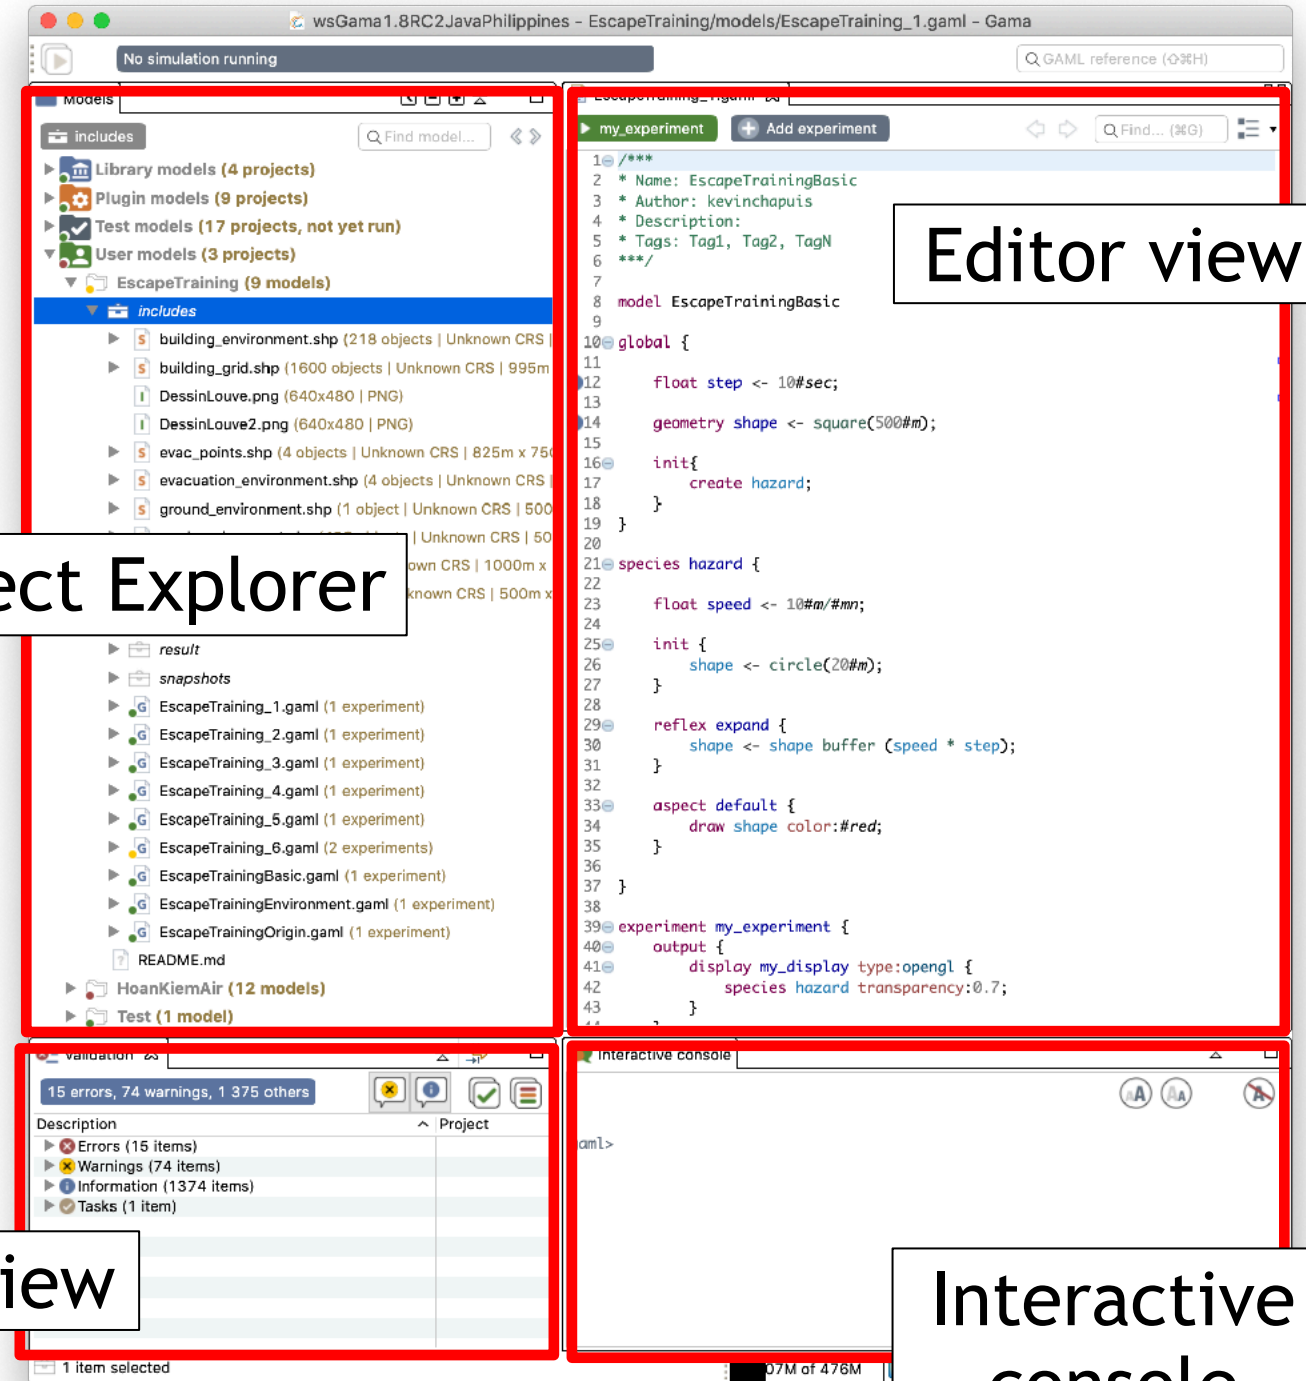 wsGama1.8RC2JavaPhilippines - EscapeTraining/models/EscapeTraining_1.gaml - Gama
No simulation running
GAML reference (⇧⌘H)
Models
includes
Find model...
Library models (4 projects)
Plugin models (9 projects)
Test models (17 projects, not yet run)
User models (3 projects)
EscapeTraining (9 models)
includes
building_environment.shp (218 objects | Unknown CRS |
building_grid.shp (1600 objects | Unknown CRS | 995m
DessinLouve.png (640x480 | PNG)
DessinLouve2.png (640x480 | PNG)
evac_points.shp (4 objects | Unknown CRS | 825m x 750
evacuation_environment.shp (4 objects | Unknown CRS |
ground_environment.shp (1 object | Unknown CRS | 500
| Unknown CRS | 50
own CRS | 1000m x
known CRS | 500m x
ect Explorer
result
snapshots
EscapeTraining_1.gaml (1 experiment)
EscapeTraining_2.gaml (1 experiment)
EscapeTraining_3.gaml (1 experiment)
EscapeTraining_4.gaml (1 experiment)
EscapeTraining_5.gaml (1 experiment)
EscapeTraining_6.gaml (2 experiments)
EscapeTrainingBasic.gaml (1 experiment)
EscapeTrainingEnvironment.gaml (1 experiment)
EscapeTrainingOrigin.gaml (1 experiment)
README.md
HoanKiemAir (12 models)
Test (1 model)
EscapeTraining_1.gaml
my_experiment
Add experiment
Find... (⌘G)
1 /***
2 * Name: EscapeTrainingBasic
3 * Author: kevinchapuis
4 * Description:
5 * Tags: Tag1, Tag2, TagN
6 ***/
7
8 model EscapeTrainingBasic
9
10 global {
11
12 float step <- 10#sec;
13
14 geometry shape <- square(500#m);
15
16 init{
17 create hazard;
18 }
19 }
20
21 species hazard {
22
23 float speed <- 10#m/#mn;
24
25 init {
26 shape <- circle(20#m);
27 }
28
29 reflex expand {
30 shape <- shape buffer (speed * step);
31 }
32
33 aspect default {
34 draw shape color:#red;
35 }
36
37 }
38
39 experiment my_experiment {
40 output {
41 display my_display type:opengl {
42 species hazard transparency:0.7;
43 }
44 }
Editor view
Validation
15 errors, 74 warnings, 1 375 others
Description
Project
Errors (15 items)
Warnings (74 items)
Information (1374 items)
Tasks (1 item)
iew
1 item selected
Interactive console
aml>
07M of 476M
Interactive
console